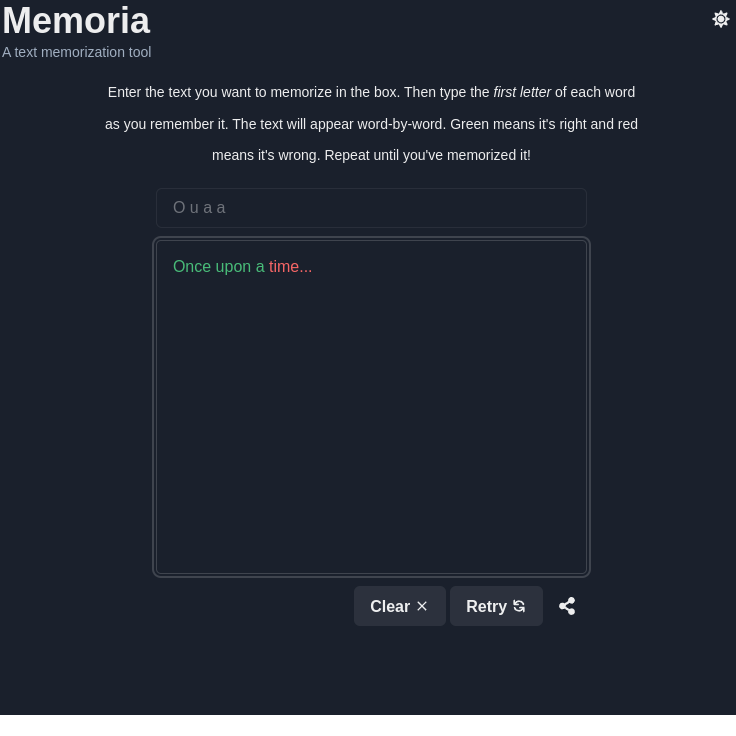 Memoria
A text memorization tool
Enter the text you want to memorize in the box. Then type the first letter of each word
as you remember it. The text will appear word-by-word. Green means it's right and red
means it's wrong. Repeat until you've memorized it!
O u a a
Once upon a time...
Clear
Retry